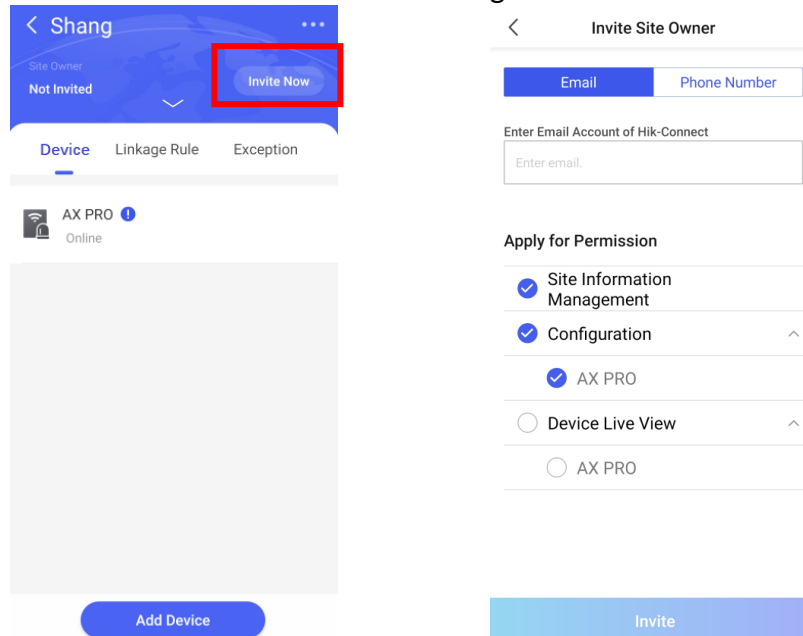 Shang
Site Owner
Not Invited
Invite Now
Device Linkage Rule Exception
AX PRO
Online
Add Device
Invite Site Owner
Email Phone Number
Enter Email Account of Hik-Connect
Enter email.
Apply for Permission
Site Information
Management
Configuration
AX PRO
Device Live View
AX PRO
Invite